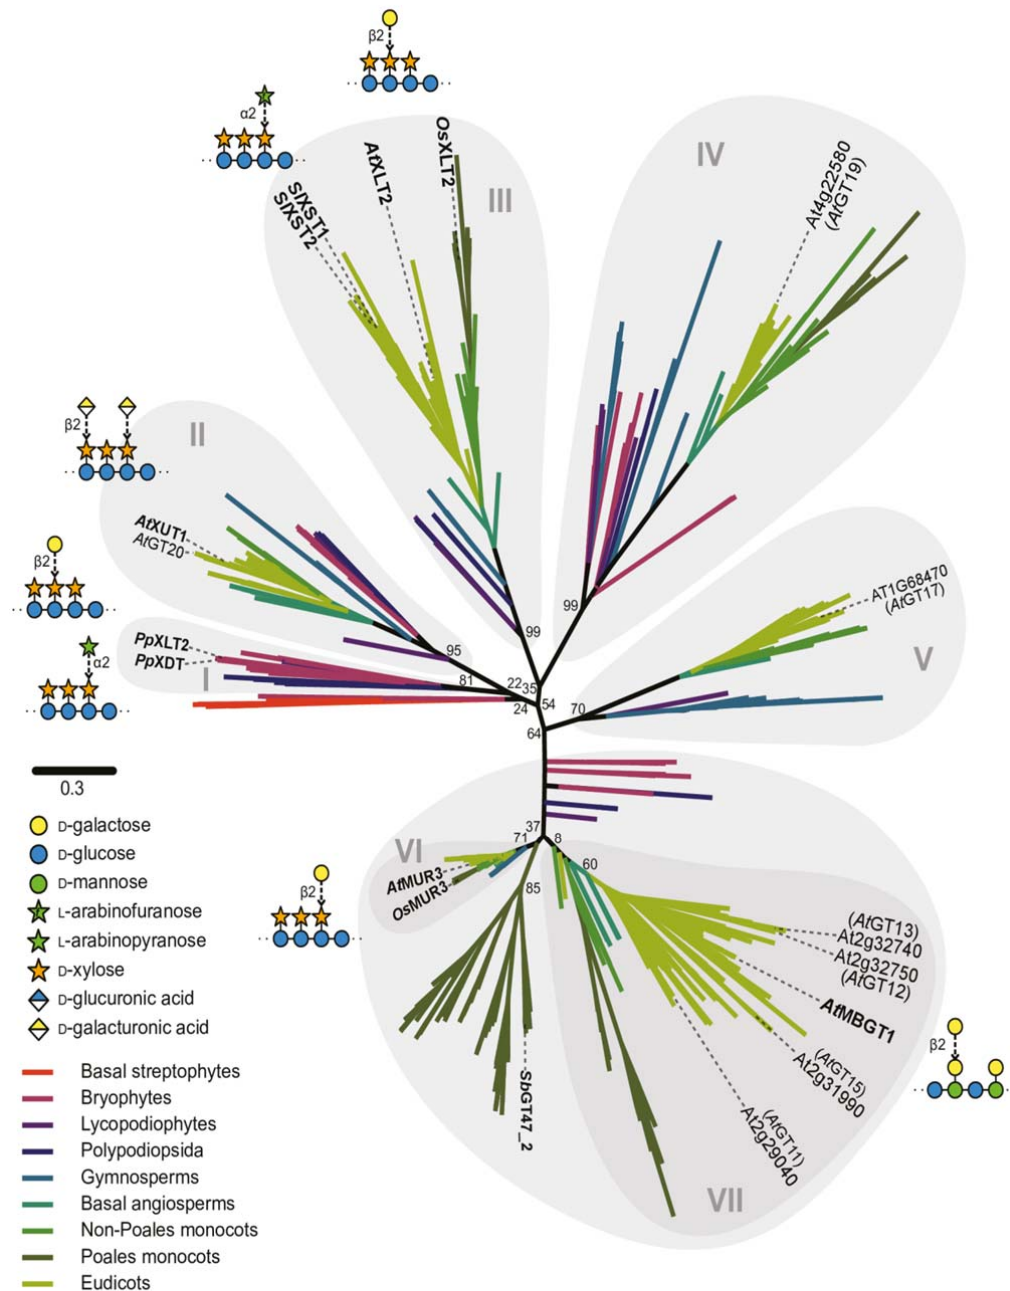 β2
α2
OsXLT2
AtXLT2
SlXST1
SlXST2
III
IV
At4g22580
(AtGT19)
β2
II
AtXUT1
AtGT20
β2
PpXLT2
PpXDT
I
α2
99
99
95
81
22
35
24
54
64
70
AT1G68470
(AtGT17)
V
0.3
D-galactose
D-glucose
D-mannose
L-arabinofuranose
L-arabinopyranose
D-xylose
D-glucuronic acid
D-galacturonic acid
Basal streptophytes
Bryophytes
Lycopodiophytes
Polypodiopsida
Gymnosperms
Basal angiosperms
Non-Poales monocots
Poales monocots
Eudicots
37
71
8
60
85
VI
AtMUR3
OsMUR3
β2
SbGT47_2
(AtGT13)
At2g32740
At2g32750
(AtGT12)
AtMBGT1
(AtGT15)
At2g31990
(AtGT11)
At2g29040
VII
β2